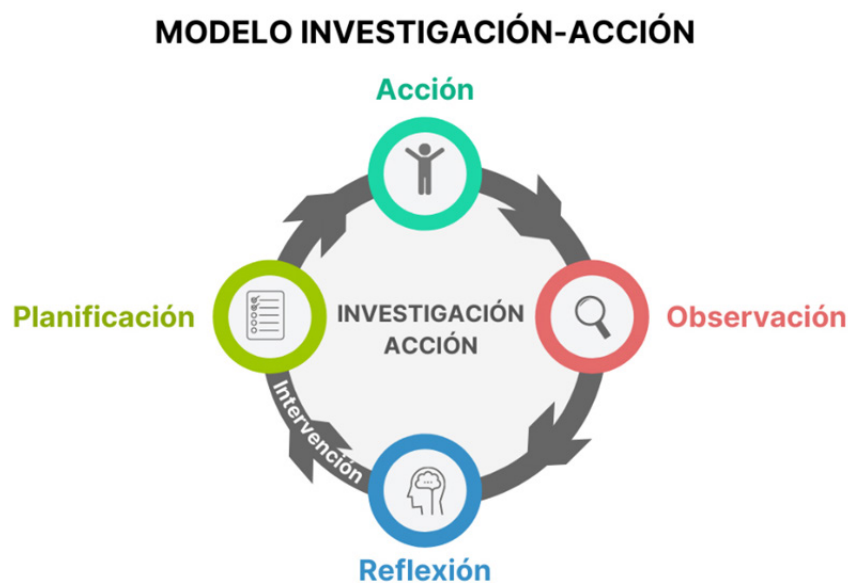 MODELO INVESTIGACIÓN-ACCIÓN
Acción
Planificación
INVESTIGACIÓN
ACCIÓN
Observación
Intervención
Reflexión